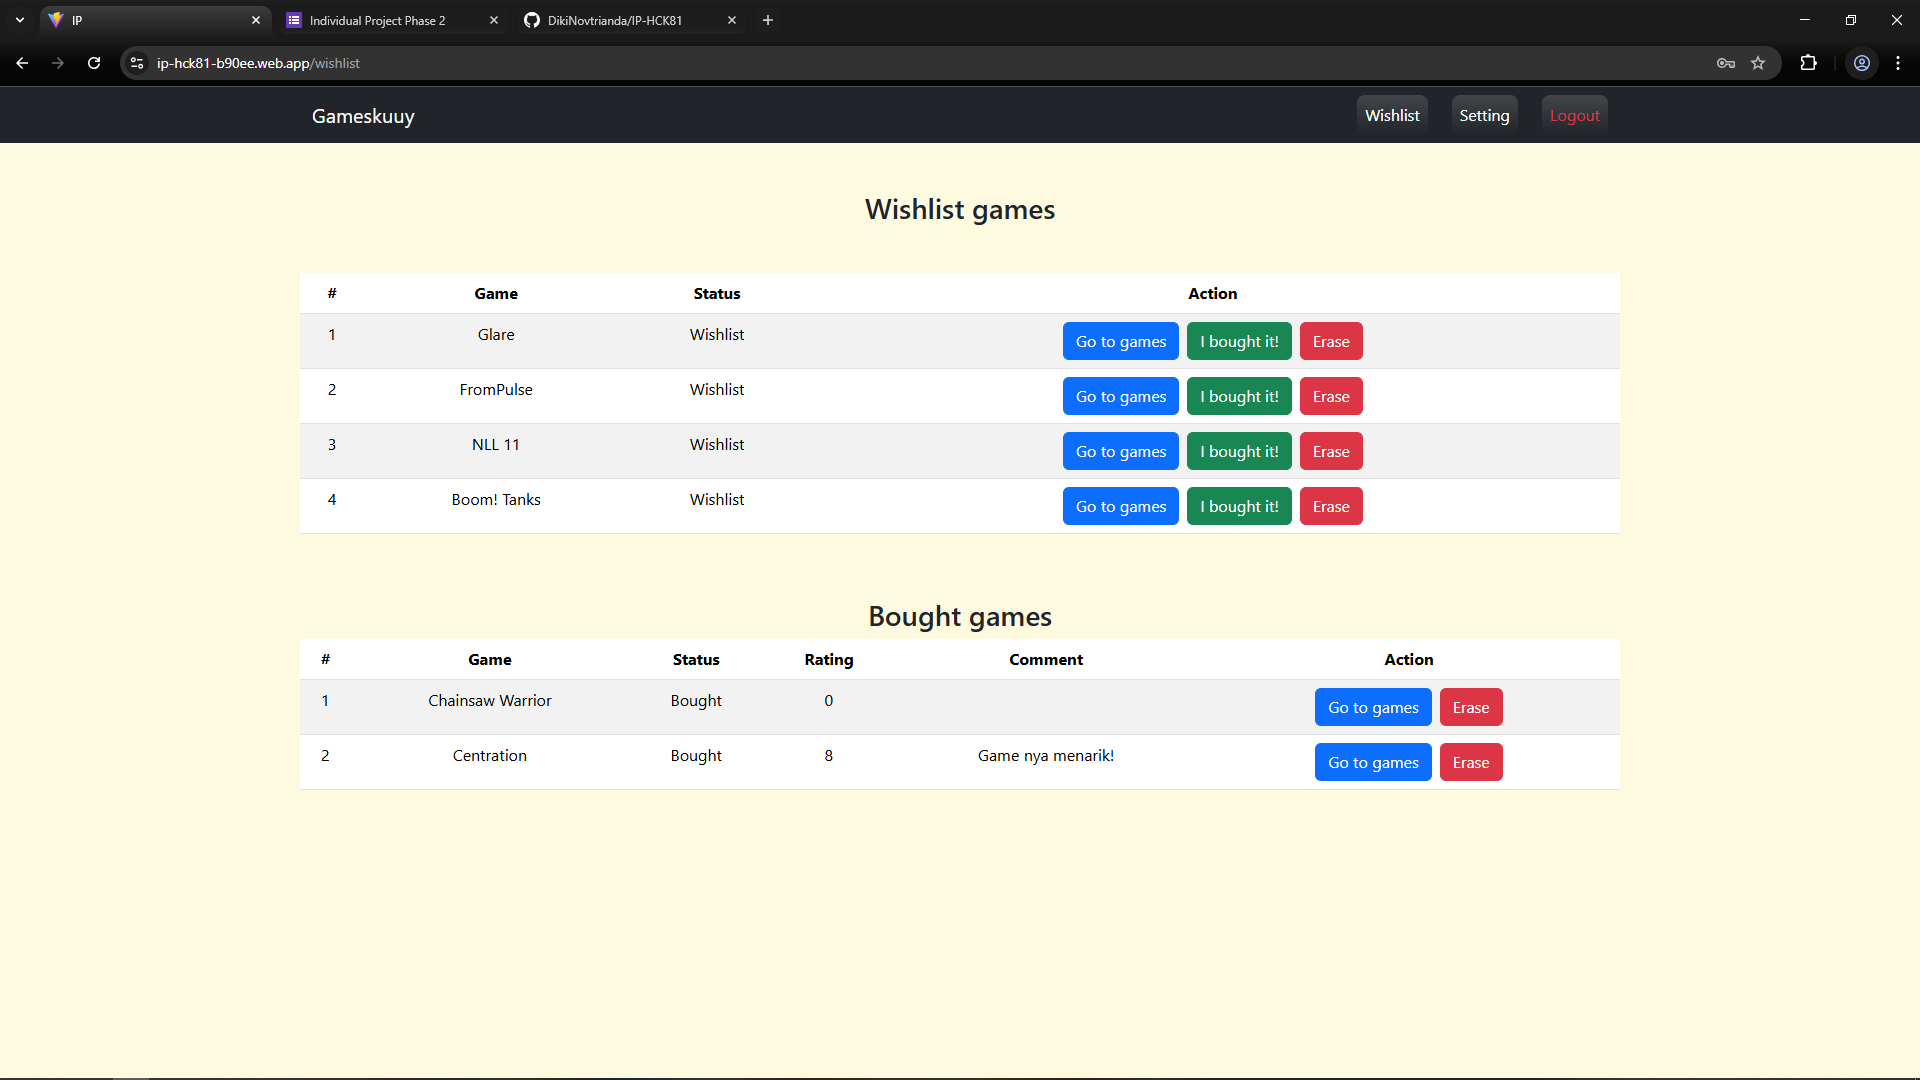 IP
Individual Project Phase 2
DikiNovtrianda/IP-HCK81
ip-hck81-b90ee.web.app/wishlist
Gameskuuy
Wishlist
Setting
Logout
Wishlist games
# Game Status Action
1 Glare Wishlist Go to games I bought it! Erase
2 FromPulse Wishlist Go to games I bought it! Erase
3 NLL 11 Wishlist Go to games I bought it! Erase
4 Boom! Tanks Wishlist Go to games I bought it! Erase
Bought games
# Game Status Rating Comment Action
1 Chainsaw Warrior Bought 0 Go to games Erase
2 Centration Bought 8 Game nya menarik! Go to games Erase